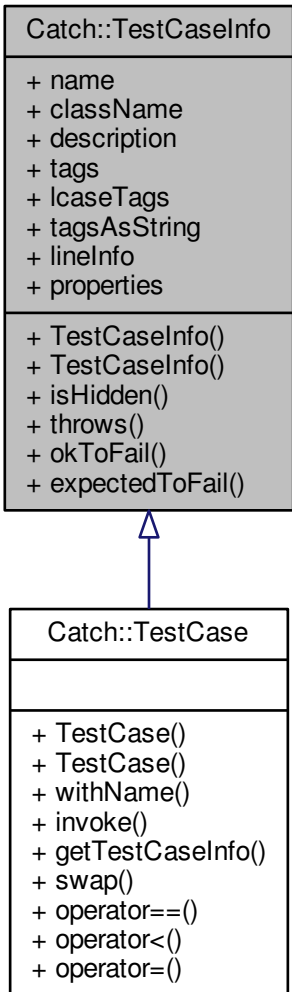 Catch::TestCaseInfo
+ name
+ className
+ description
+ tags
+ lcaseTags
+ tagsAsString
+ lineInfo
+ properties
+ TestCaseInfo()
+ TestCaseInfo()
+ isHidden()
+ throws()
+ okToFail()
+ expectedToFail()
Catch::TestCase
+ TestCase()
+ TestCase()
+ withName()
+ invoke()
+ getTestCaseInfo()
+ swap()
+ operator==()
+ operator<()
+ operator=()